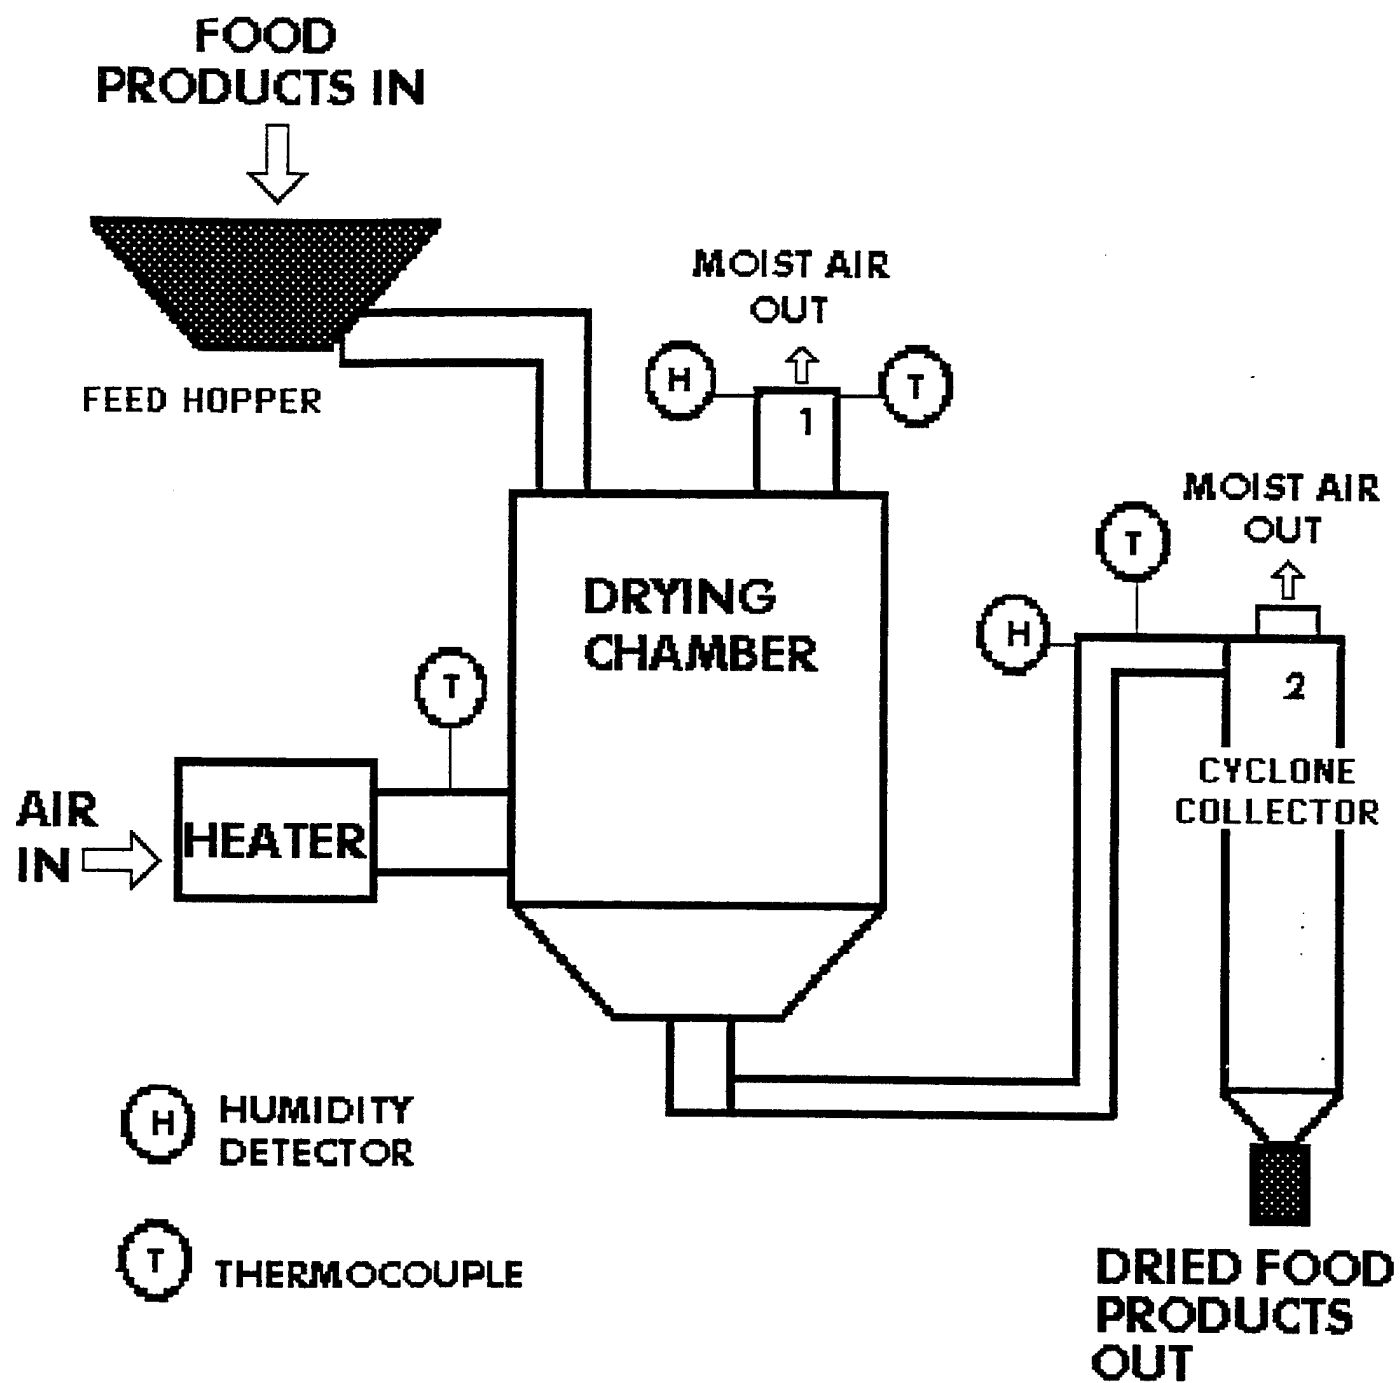 FOOD
PRODUCTS IN
FEED HOPPER
MOIST AIR
OUT
H
T
1
DRYING
CHAMBER
T
AIR
IN
HEATER
MOIST AIR
OUT
T
H
2
CYCLONE
COLLECTOR
H
HUMIDITY
DETECTOR
T
THERMOCOUPLE
DRIED FOOD
PRODUCTS
OUT